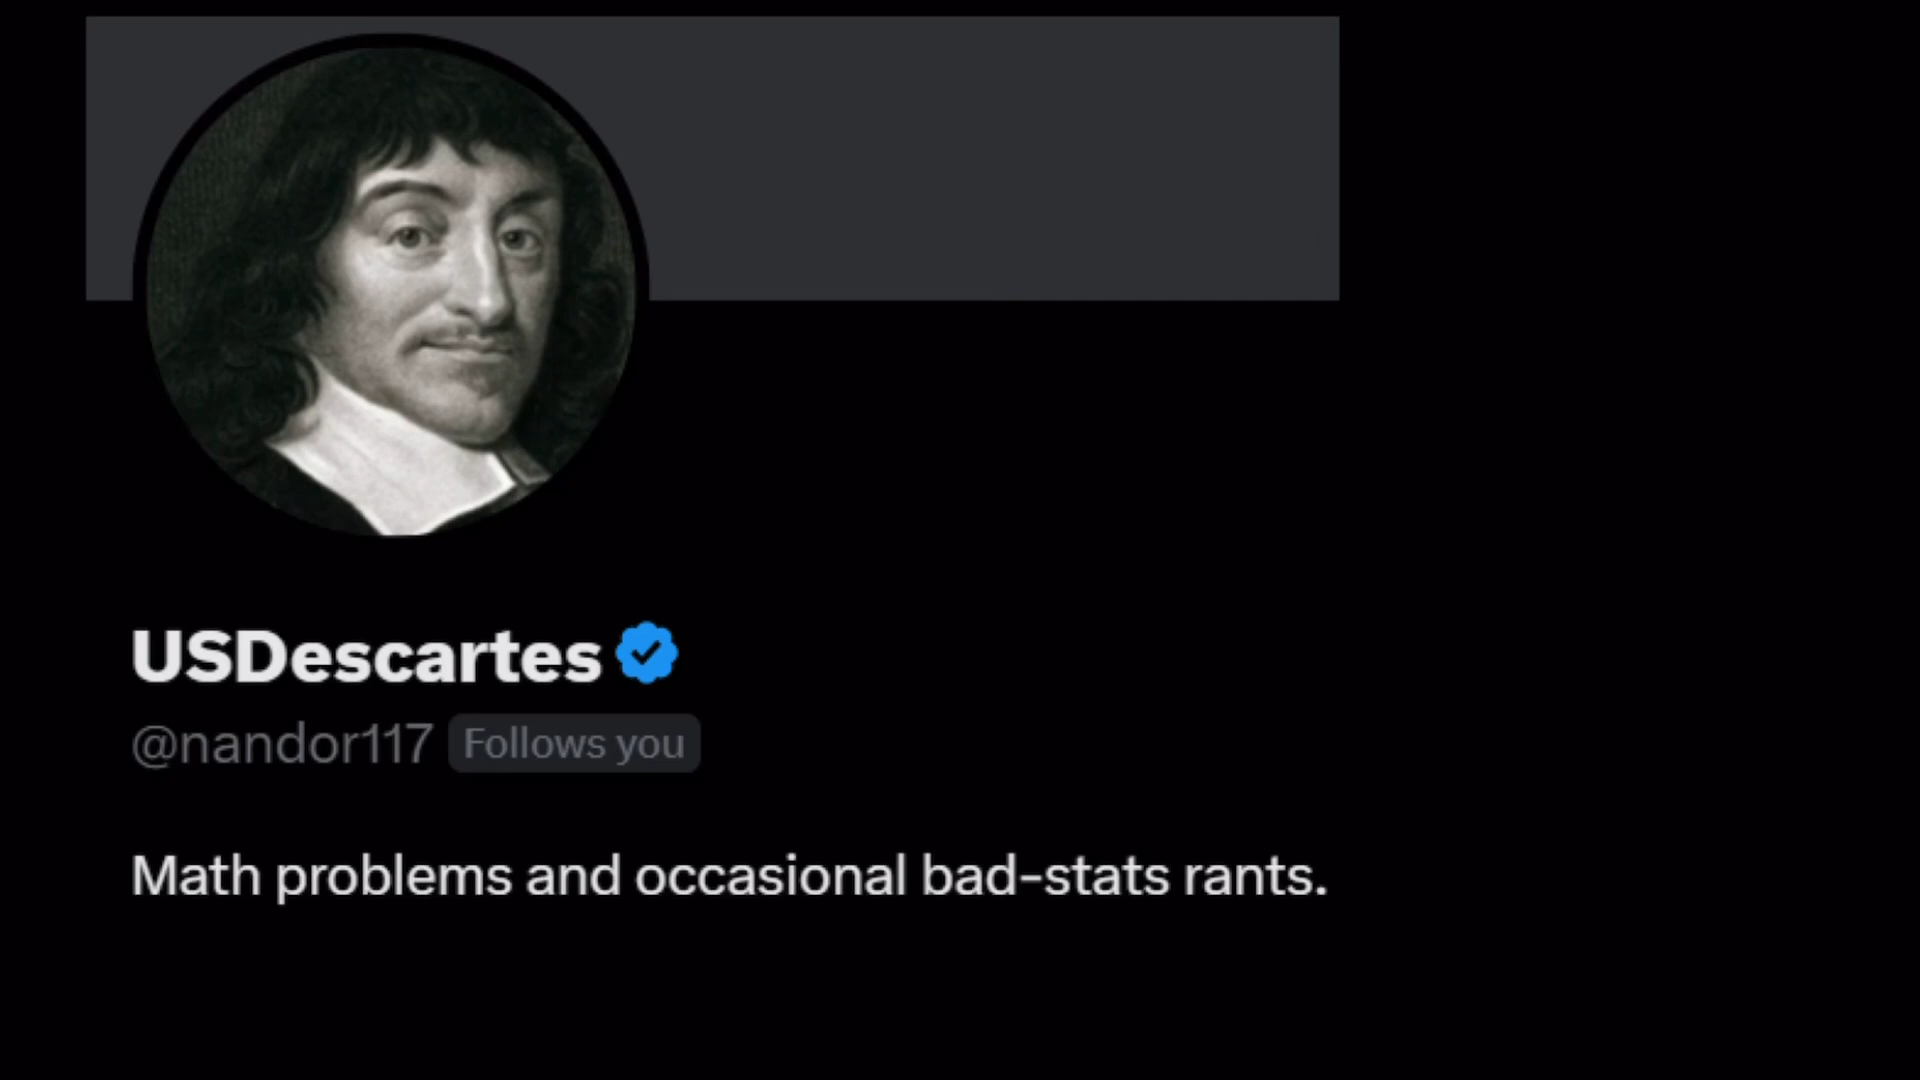 USDescartes
@nandor117 Follows you
Math problems and occasional bad-stats rants.